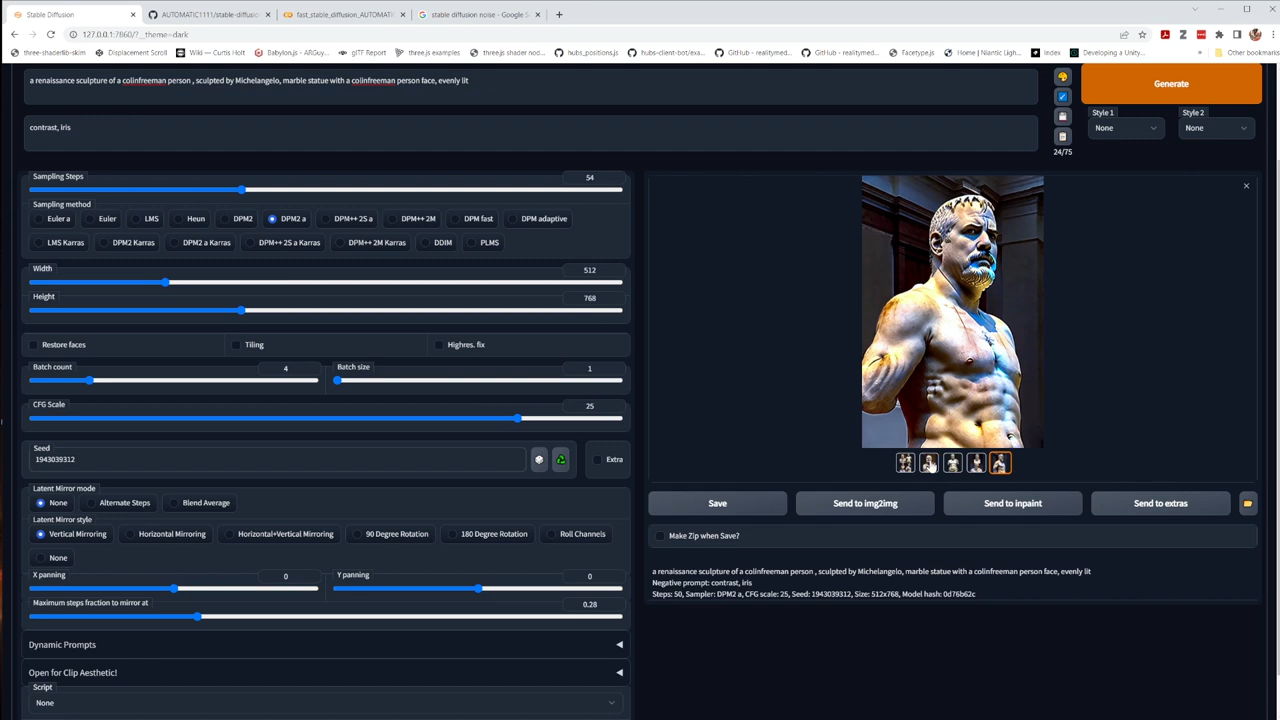 Stable Diffusion
AUTOMATIC1111/stable-diffusio
fast_stable_diffusion_AUTOMATI
stable diffusion noise - Google S
127.0.0.1:7860/?__theme=dark
three-shaderlib-skim
Displacement Scroll
Wiki — Curtis Holt
Babylon.js - ARGuy...
glTF Report
three.js examples
three.js shader nod...
hubs_positions.js
hubs-client-bot/exa...
GitHub - realitymed...
GitHub - realitymed...
Facetype.js
Home | Niantic Ligh...
Index
Developing a Unity...
Other bookmarks
a renaissance sculpture of a colinfreeman person , sculpted by Michelangelo, marble statue with a colinfreeman person face, evenly lit
Generate
Style 1
Style 2
None
None
contrast, iris
24/75
Sampling Steps
54
Sampling method
Euler a
Euler
LMS
Heun
DPM2
DPM2 a
DPM++ 2S a
DPM++ 2M
DPM fast
DPM adaptive
LMS Karras
DPM2 Karras
DPM2 a Karras
DPM++ 2S a Karras
DPM++ 2M Karras
DDIM
PLMS
Width
512
Height
768
Restore faces
Tiling
Highres. fix
Batch count
4
Batch size
1
CFG Scale
25
Seed
1943039312
Extra
Latent Mirror mode
None
Alternate Steps
Blend Average
Latent Mirror style
Vertical Mirroring
Horizontal Mirroring
Horizontal+Vertical Mirroring
90 Degree Rotation
180 Degree Rotation
Roll Channels
None
X panning
0
Y panning
0
Maximum steps fraction to mirror at
0.28
Dynamic Prompts
Open for Clip Aesthetic!
Script
None
Save
Send to img2img
Send to inpaint
Send to extras
Make Zip when Save?
a renaissance sculpture of a colinfreeman person , sculpted by Michelangelo, marble statue with a colinfreeman person face, evenly lit
Negative prompt: contrast, iris
Steps: 50, Sampler: DPM2 a, CFG scale: 25, Seed: 1943039312, Size: 512x768, Model hash: 0d76b62c